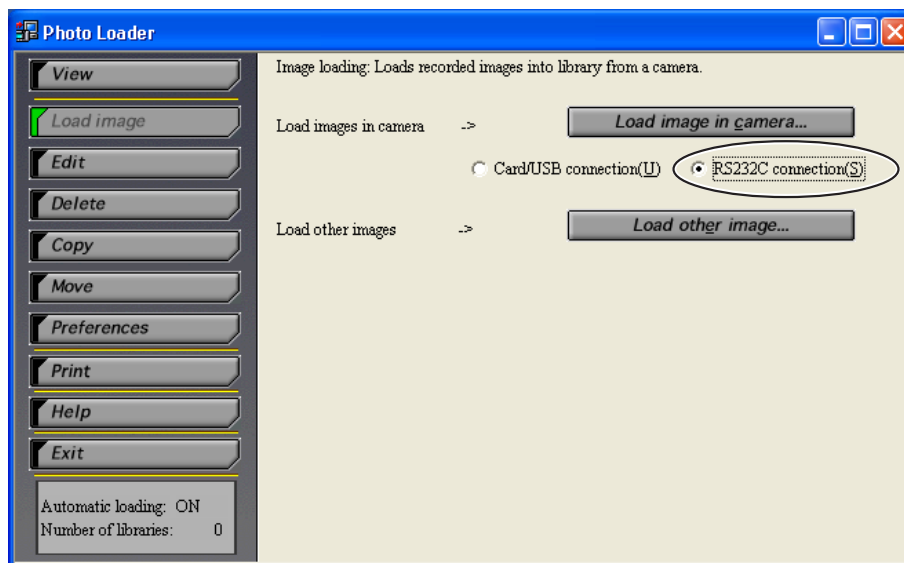 Photo Loader
View
Load image
Edit
Delete
Copy
Move
Preferences
Print
Help
Exit
Automatic loading: ON
Number of libraries: 0
Image loading: Loads recorded images into library from a camera.
Load images in camera -> Load image in camera...
Card/USB connection(U) RS232C connection(S)
Load other images -> Load other image...